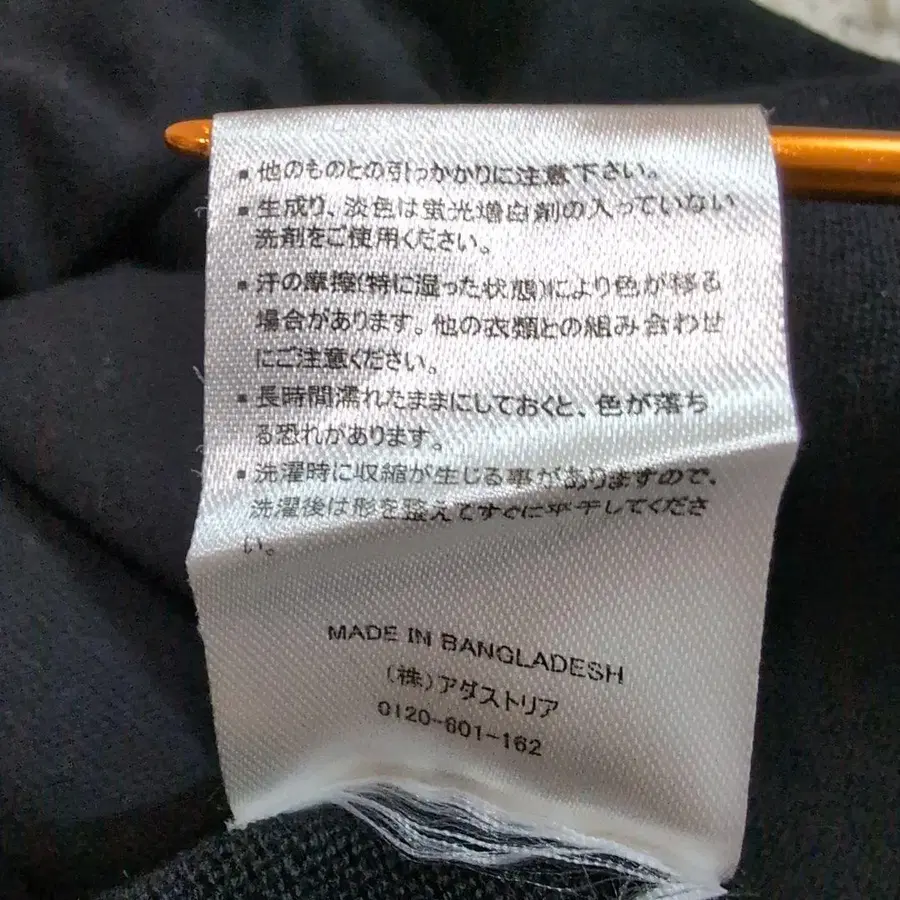 ▪他のものとの引っかかりに注意下さい。
▪生成り、淡色は蛍光増白剤の入っていない
洗剤をご使用ください。
▪汗の摩擦(特に湿った状態)により色が移る
場合があります。他の衣類との組み合わせ
にご注意ください。
▪長時間濡れたままにしておくと、色が落ち
る恐れがあります。
▪洗濯時に収縮が生じる事がありますので、
洗濯後は形を整えてすぐに平干してくださ
い。
MADE IN BANGLADESH
(株)アダストリア
0120-601-162